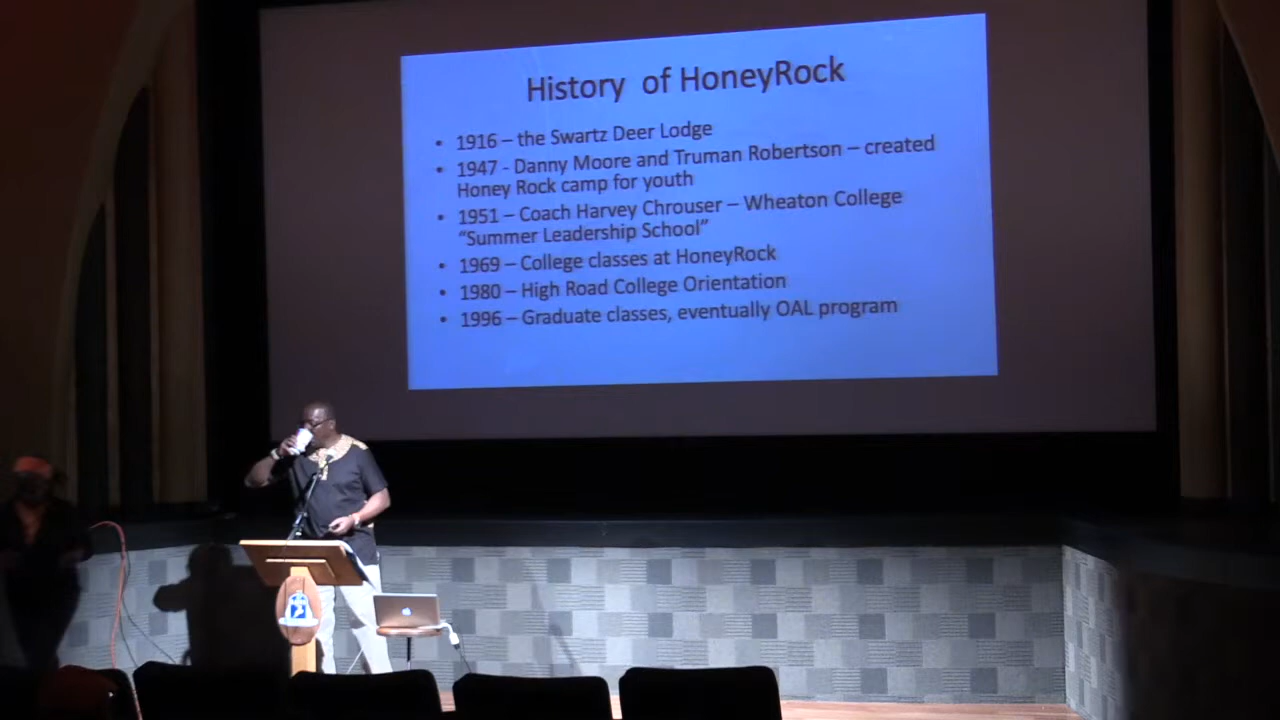 History of HoneyRock
• 1916 – the Swartz Deer Lodge
• 1947 - Danny Moore and Truman Robertson – created
Honey Rock camp for youth
• 1951 – Coach Harvey Chrouser – Wheaton College
“Summer Leadership School”
• 1969 – College classes at HoneyRock
• 1980 – High Road College Orientation
• 1996 – Graduate classes, eventually OAL program